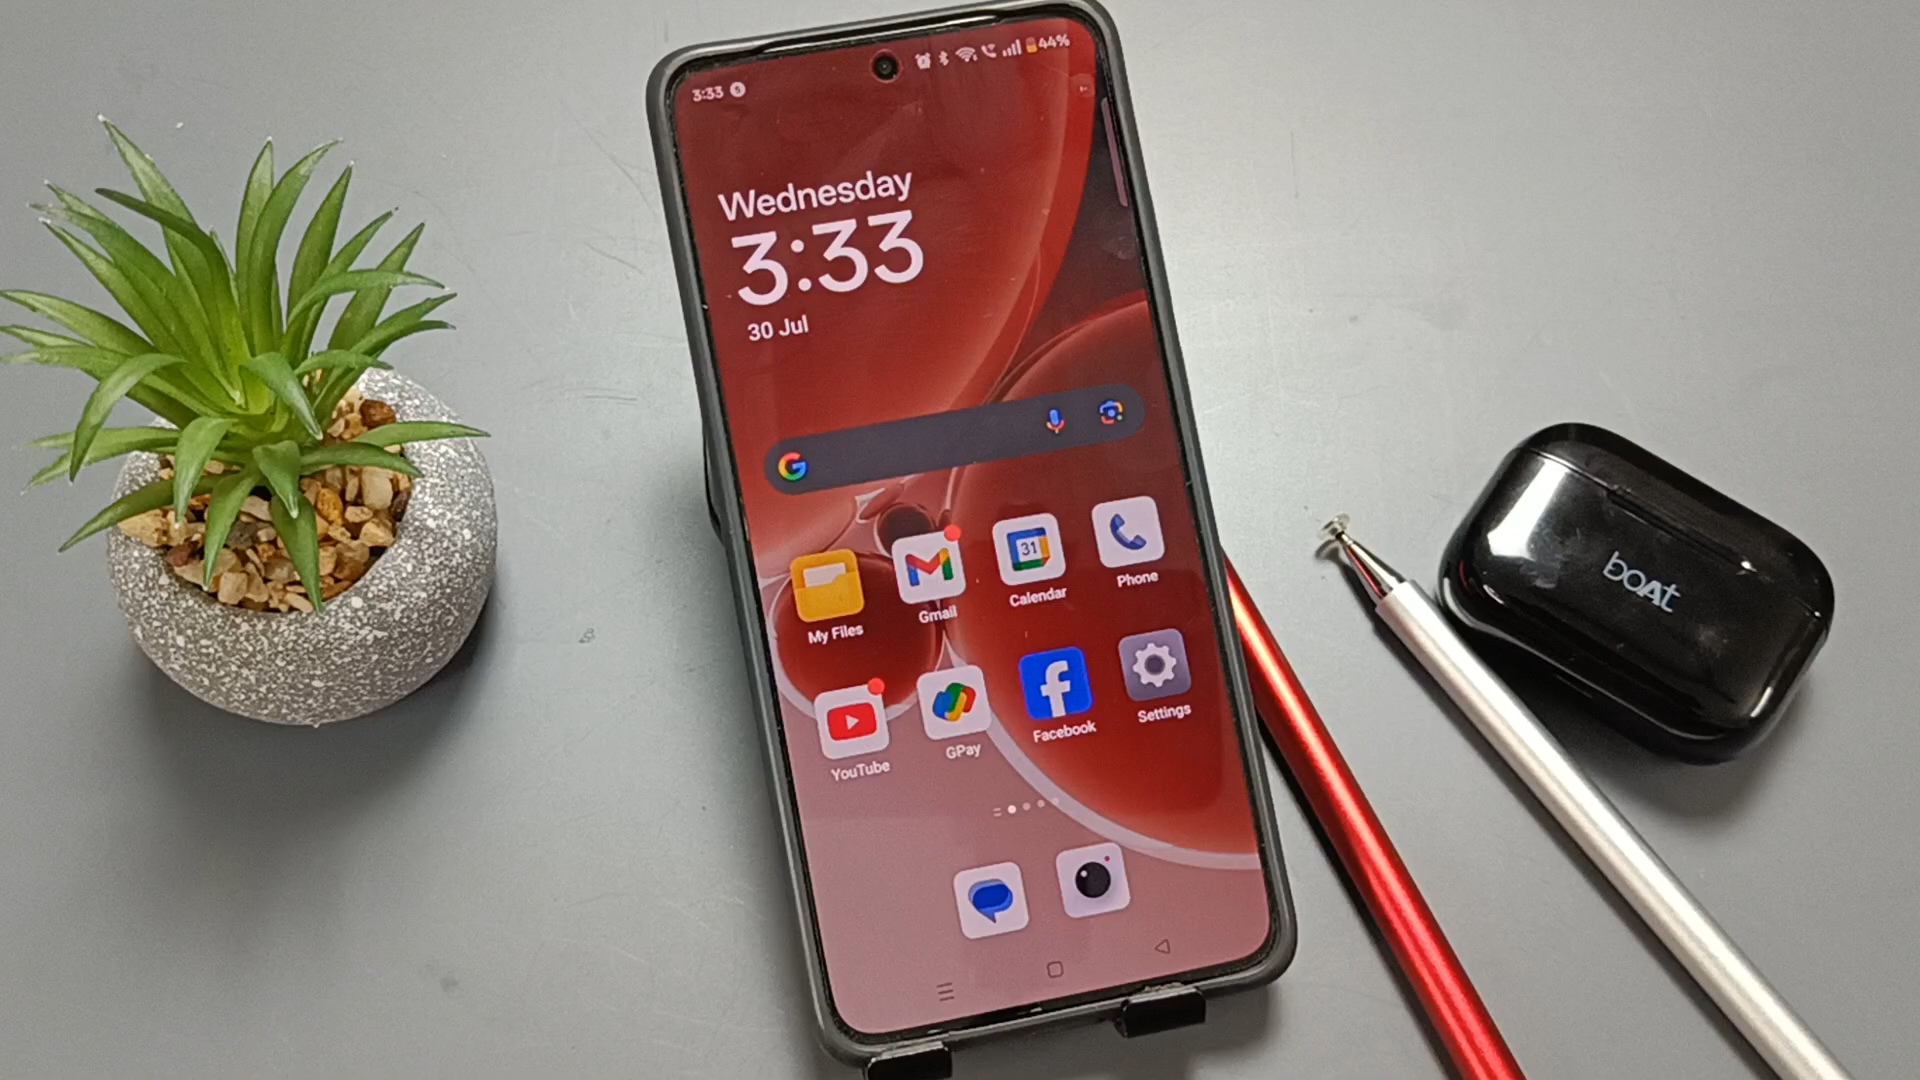 3:33
44%
Wednesday
3:33
30 Jul
31
My Files
Gmail
Calendar
Phone
YouTube
GPay
Facebook
Settings
boAt